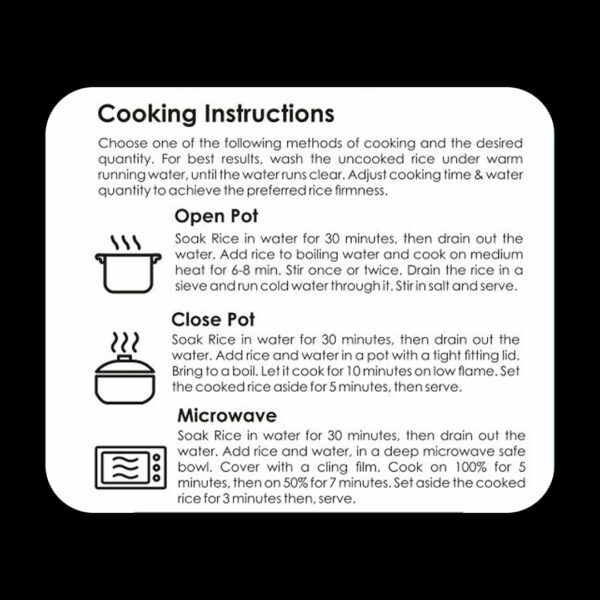 Cooking Instructions
Choose one of the following methods of cooking and the desired
quantity. For best results, wash the uncooked rice under warm
running water, until the water runs clear. Adjust cooking time & water
quantity to achieve the preferred rice firmness.
Open Pot
Soak Rice in water for 30 minutes, then drain out the
water. Add rice to boiling water and cook on medium
heat for 6-8 min. Stir once or twice. Drain the rice in a
sieve and run cold water through it. Stir in salt and serve.
Close Pot
Soak Rice in water for 30 minutes, then drain out the
water. Add rice and water in a pot with a tight fitting lid.
Bring to a boil. Let it cook for 10 minutes on low flame. Set
the cooked rice aside for 5 minutes, then serve.
Microwave
Soak Rice in water for 30 minutes, then drain out the
water. Add rice and water, in a deep microwave safe
bowl. Cover with a cling film. Cook on 100% for 5
minutes, then on 50% for 7 minutes. Set aside the cooked
rice for 3 minutes then, serve.